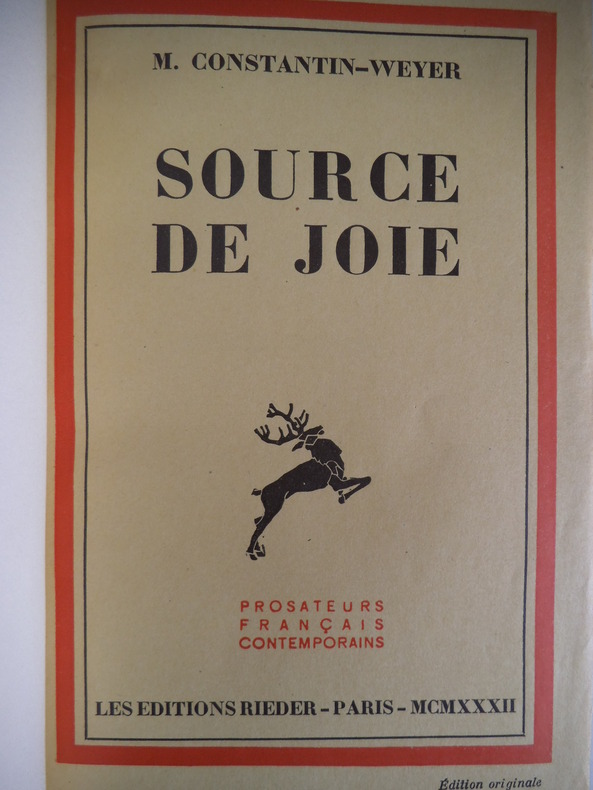 M. CONSTANTIN-WEYER
SOURCE
DE JOIE
PROSATEURS
FRANÇAIS
CONTEMPORAINS
LES EDITIONS RIEDER - PARIS - MCMXXXII
Édition originale